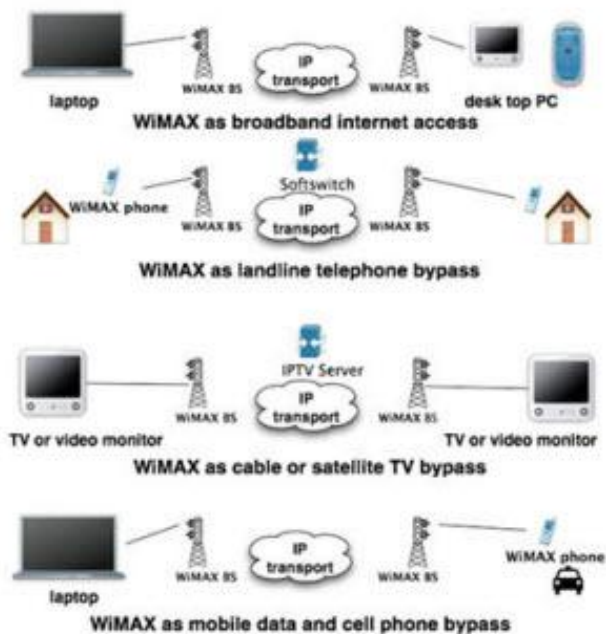 IP
transport
WiMAX BS
WiMAX BS
laptop
desk top PC
WiMAX as broadband internet access
Softswitch
WiMAX phone
IP
transport
WiMAX BS
WiMAX BS
WiMAX as landline telephone bypass
IPTV Server
IP
transport
WiMAX BS
WiMAX BS
TV or video monitor
TV or video monitor
WiMAX as cable or satellite TV bypass
IP
transport
WiMAX phone
WiMAX BS
WiMAX BS
laptop
WiMAX as mobile data and cell phone bypass